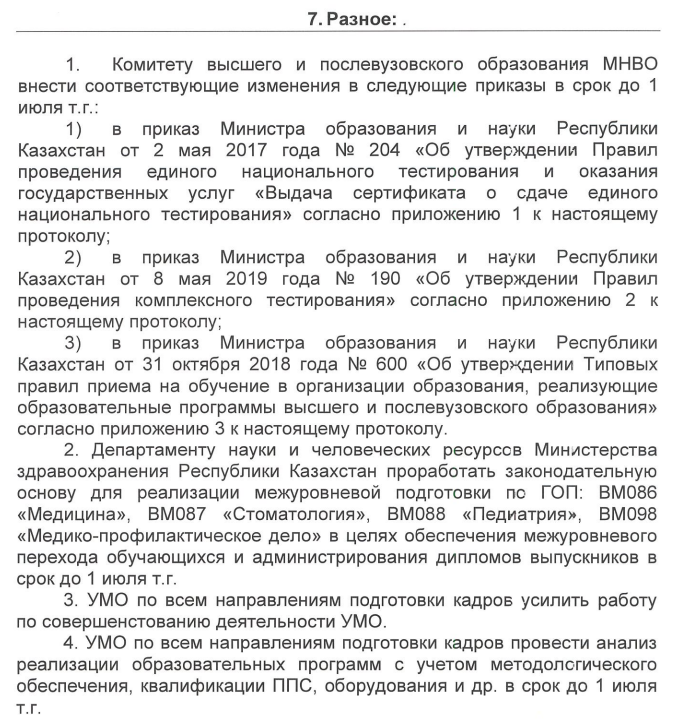 7. Разное: .
1. Комитету высшего и послевузовского образования МНВО
внести соответствующие изменения в следующие приказы в срок до 1
июля т.г.:
1) в приказ Министра образования и науки Республики
Казахстан от 2 мая 2017 года № 204 «Об утверждении Правил
проведения единого национального тестирования и оказания
государственных услуг «Выдача сертификата о сдаче единого
национального тестирования» согласно приложению 1 к настоящему
протоколу;
2) в приказ Министра образования и науки Республики
Казахстан от 8 мая 2019 года № 190 «Об утверждении Правил
проведения комплексного тестирования» согласно приложению 2 к
настоящему протоколу;
3) в приказ Министра образования и науки Республики
Казахстан от 31 октября 2018 года № 600 «Об утверждении Типовых
правил приема на обучение в организации образования, реализующие
образовательные программы высшего и послевузовского образования»
согласно приложению 3 к настоящему протоколу.
2. Департаменту науки и человеческих ресурсов Министерства
здравоохранения Республики Казахстан проработать законодательную
основу для реализации межуровневой подготовки по ГОП: ВМ086
«Медицина», ВМ087 «Стоматология», ВМ088 «Педиатрия», ВМ098
«Медико-профилактическое дело» в целях обеспечения межуровневого
перехода обучающихся и администрирования дипломов выпускников в
срок до 1 июля т.г.
3. УМО по всем направлениям подготовки кадров усилить работу
по совершенстованию деятельности УМО.
4. УМО по всем направлениям подготовки кадров провести анализ
реализации образовательных программ с учетом методологического
обеспечения, квалификации ППС, оборудования и др. в срок до 1 июля
т.г.